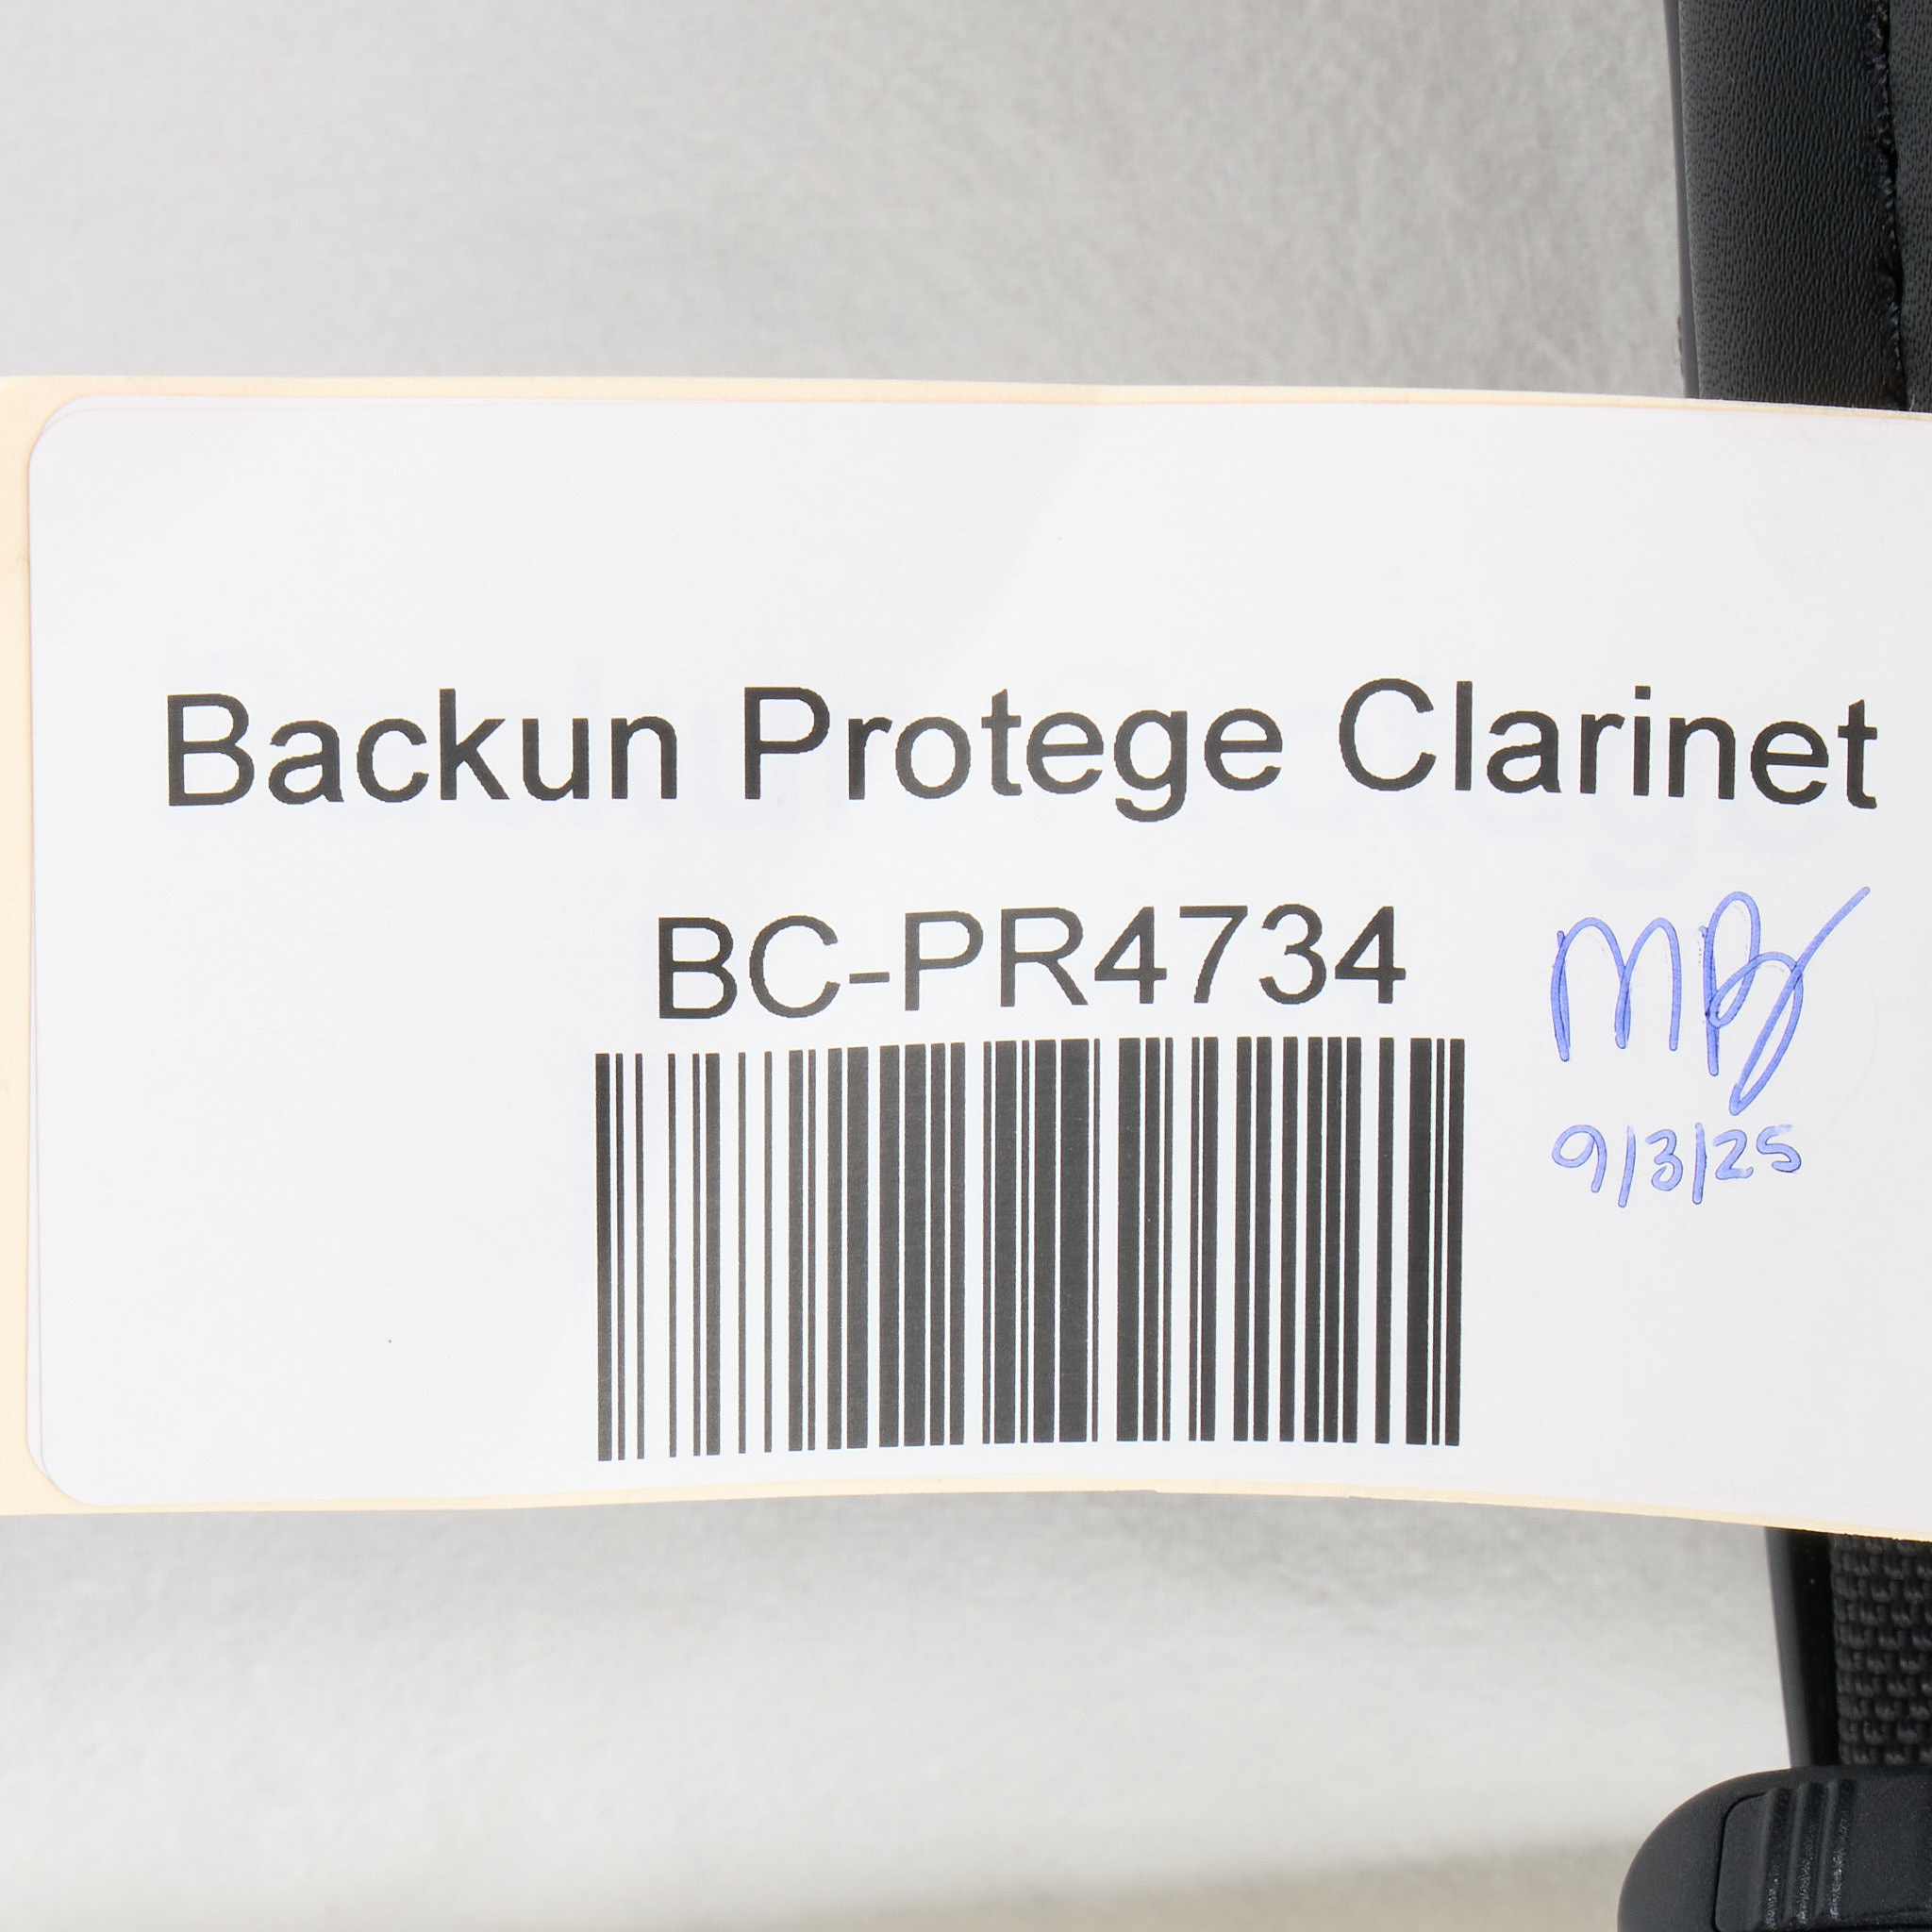 Backun Protege Clarinet
BC-PR4734
MB
9/3/25